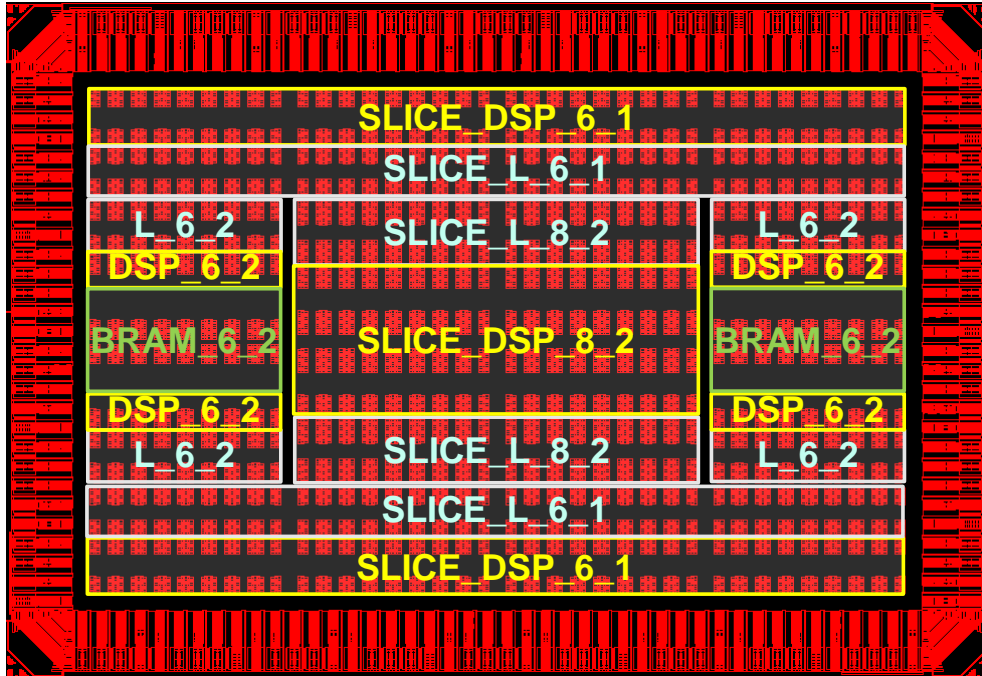 SLICE_DSP_6_1
SLICE_L_6_1
L_6_2
SLICE_L_8_2
L_6_2
DSP_6_2
DSP_6_2
BRAM_6_2
SLICE_DSP_8_2
BRAM_6_2
DSP_6_2
DSP_6_2
L_6_2
SLICE_L_8_2
L_6_2
SLICE_L_6_1
SLICE_DSP_6_1